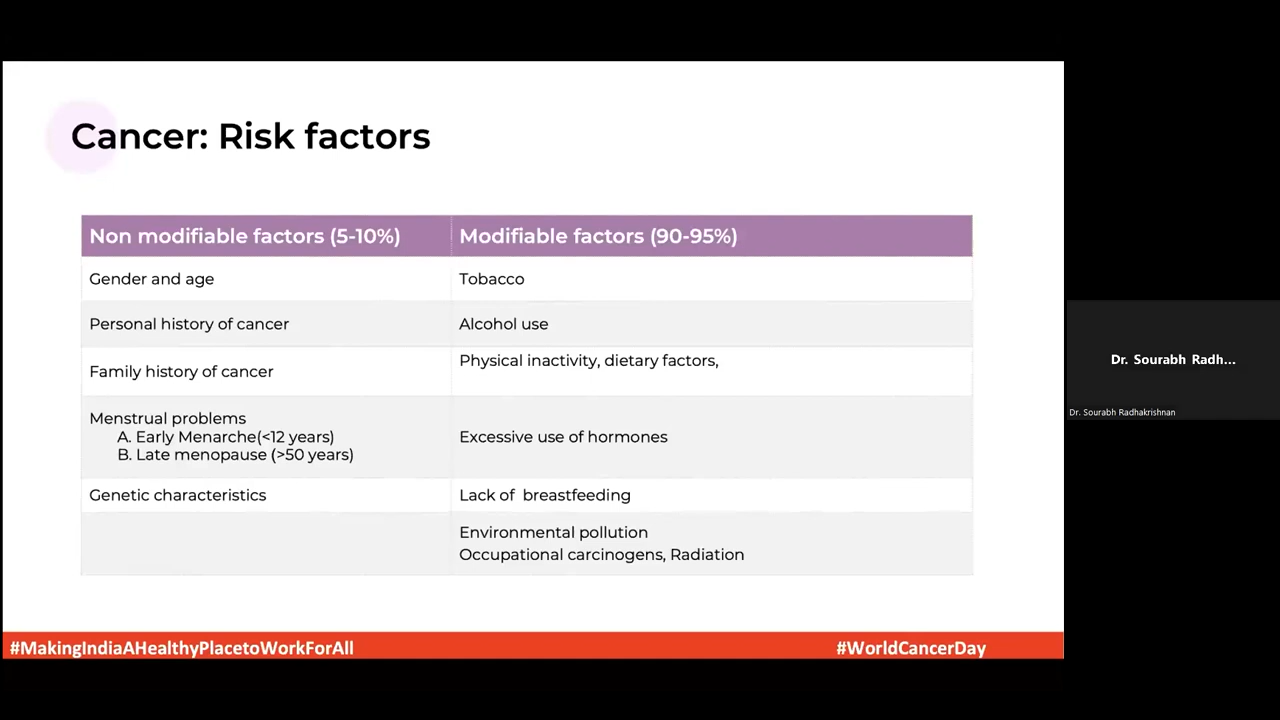 Cancer: Risk factors
Non modifiable factors (5-10%)
Modifiable factors (90-95%)
Gender and age
Tobacco
Personal history of cancer
Alcohol use
Family history of cancer
Physical inactivity, dietary factors,
Menstrual problems
A. Early Menarche(<12 years)
B. Late menopause (>50 years)
Excessive use of hormones
Genetic characteristics
Lack of  breastfeeding
Environmental pollution
Occupational carcinogens, Radiation
#MakingIndiaAHealthyPlacetoWorkForAll
#WorldCancerDay
Dr. Sourabh Radh...
Dr. Sourabh Radhakrishnan